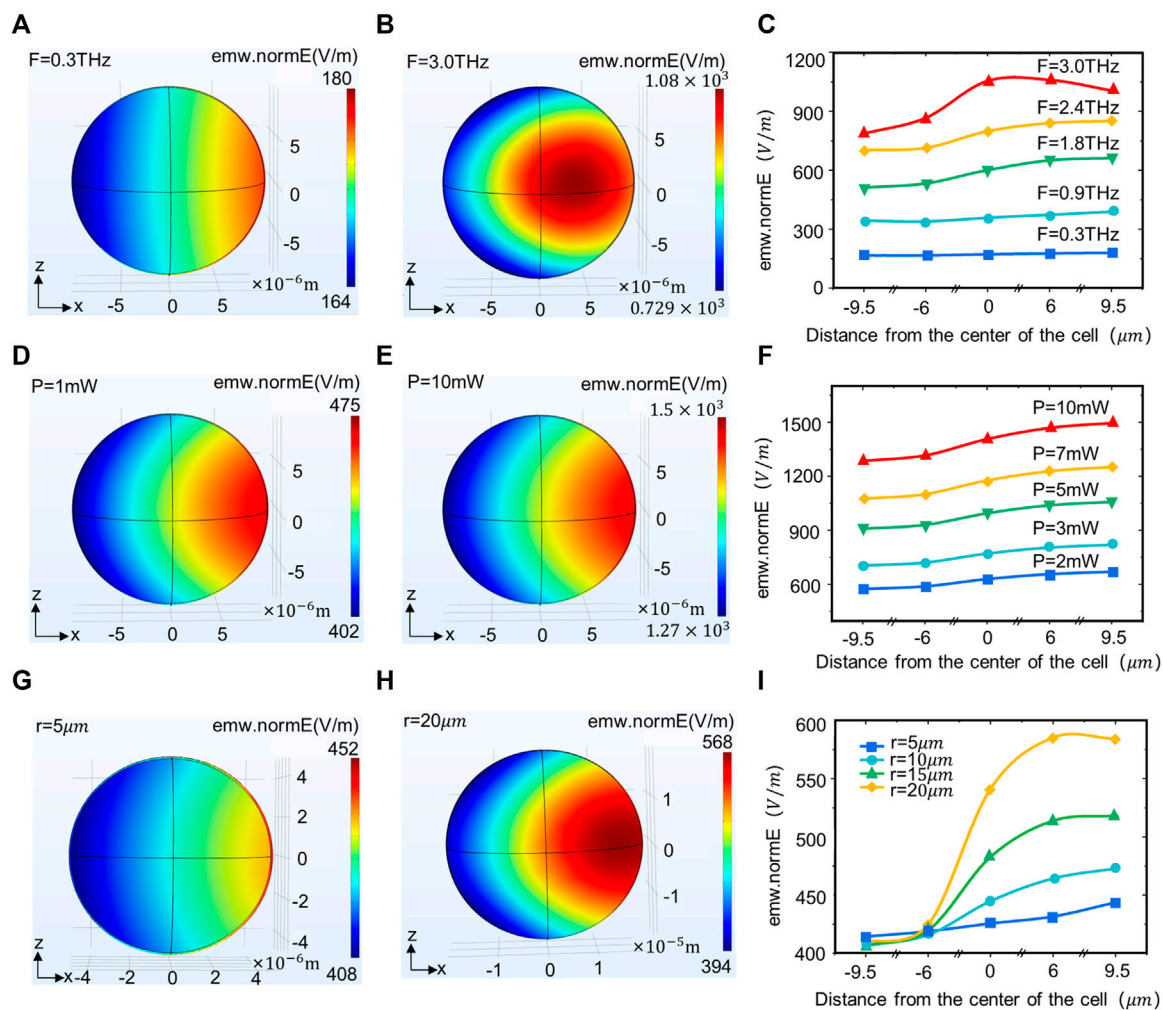 A
F=0.3THz
emw.normE(V/m)
180
5
0
-5
z
x
-5 0 5
×10⁻⁶m
164
B
F=3.0THz
emw.normE(V/m)
1.08 × 10³
5
0
-5
z
x
-5 0 5
×10⁻⁶m
0.729 × 10³
C
emw.normE (V/m)
1200
900
600
300
0
F=3.0THz
F=2.4THz
F=1.8THz
F=0.9THz
F=0.3THz
-9.5 -6 0 6 9.5
Distance from the center of the cell (μm)
D
P=1mW
emw.normE(V/m)
475
5
0
-5
z
x
-5 0 5
×10⁻⁶m
402
E
P=10mW
emw.normE(V/m)
1.5 × 10³
5
0
-5
z
x
-5 0 5
×10⁻⁶m
1.27 × 10³
F
emw.normE (V/m)
1500
1200
900
600
P=10mW
P=7mW
P=5mW
P=3mW
P=2mW
-9.5 -6 0 6 9.5
Distance from the center of the cell (μm)
G
r=5μm
emw.normE(V/m)
452
4
2
0
-2
-4
z
x
-4 -2 0 2 4
×10⁻⁶m
408
H
r=20μm
emw.normE(V/m)
568
1
0
-1
z
x
-1 0 1
×10⁻⁵m
394
I
emw.normE (V/m)
600
550
500
450
400
r=5μm
r=10μm
r=15μm
r=20μm
-9.5 -6 0 6 9.5
Distance from the center of the cell (μm)